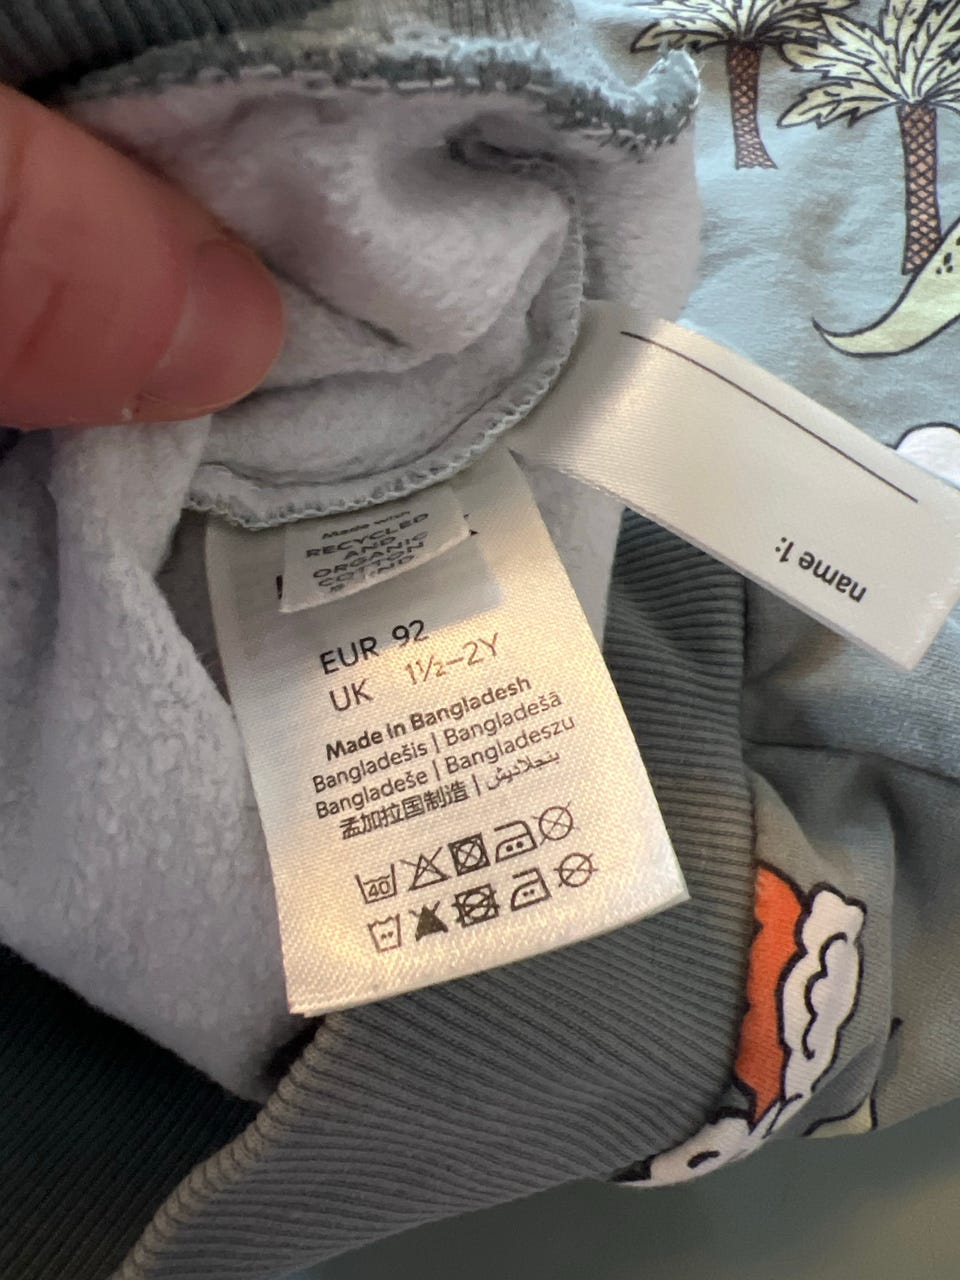 Made with
RECYCLED
AND
ORGANIC
COTTON
EUR 92
UK 1½–2Y
Made in Bangladesh
Bangladešis | Bangladešā
Bangladeše | Bangladeszu
孟加拉国制造 | بنجلاديش
40
name 1: